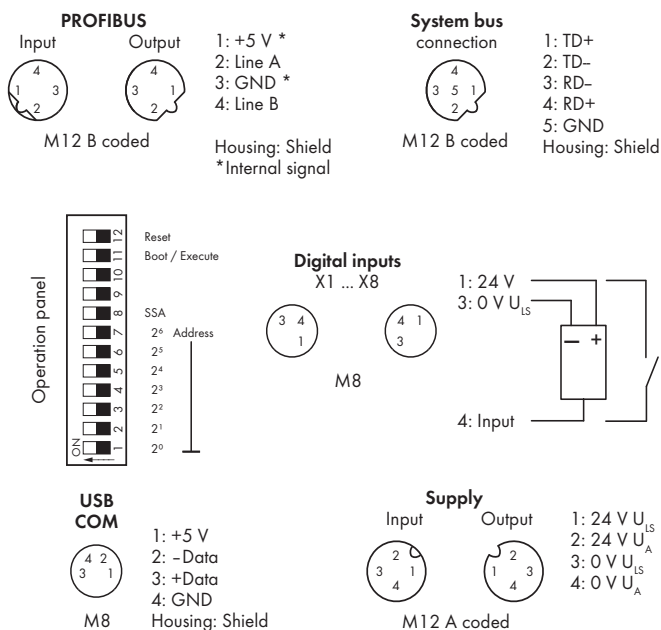 PROFIBUS
Input Output
4
1 3
2
4
3 1
2
1: +5 V *
2: Line A
3: GND *
4: Line B
M12 B coded
Housing: Shield
*Internal signal
System bus
connection
4
3 5 1
2
1: TD+
2: TD–
3: RD–
4: RD+
5: GND
M12 B coded
Housing: Shield
Operation panel
12 Reset
11 Boot / Execute
10
9
8 SSA
7 2⁶ Address
6 2⁵
5 2⁴
4 2³
3 2²
2 2¹
1 2⁰
ON
Digital inputs
X1 ... X8
3 4
1
4 1
3
M8
1: 24 V
3: 0 V U_LS
– +
4: Input
USB
COM
4 2
3 1
M8
1: +5 V
2: –Data
3: +Data
4: GND
Housing: Shield
Supply
Input Output
2
3 1
4
2
1 3
4
M12 A coded
1: 24 V U_LS
2: 24 V U_A
3: 0 V U_LS
4: 0 V U_A